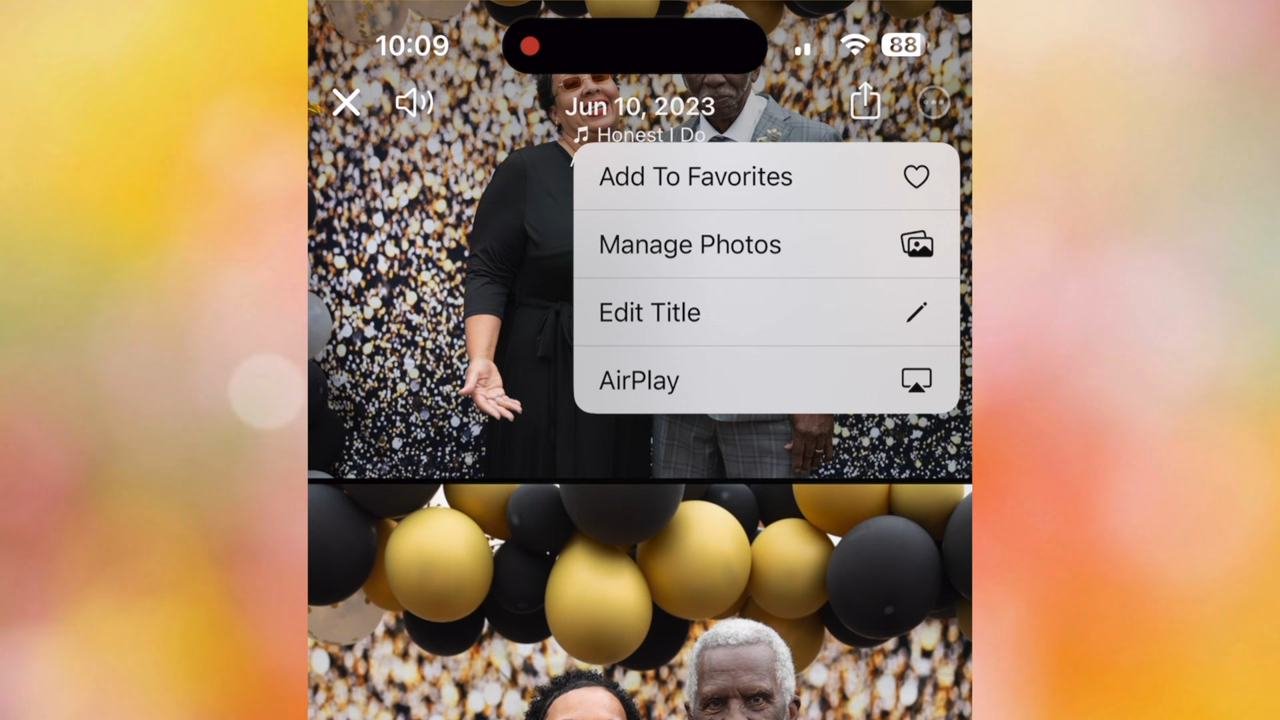 10:09
88
Jun 10, 2023
Honest I Do
Add To Favorites
Manage Photos
Edit Title
AirPlay